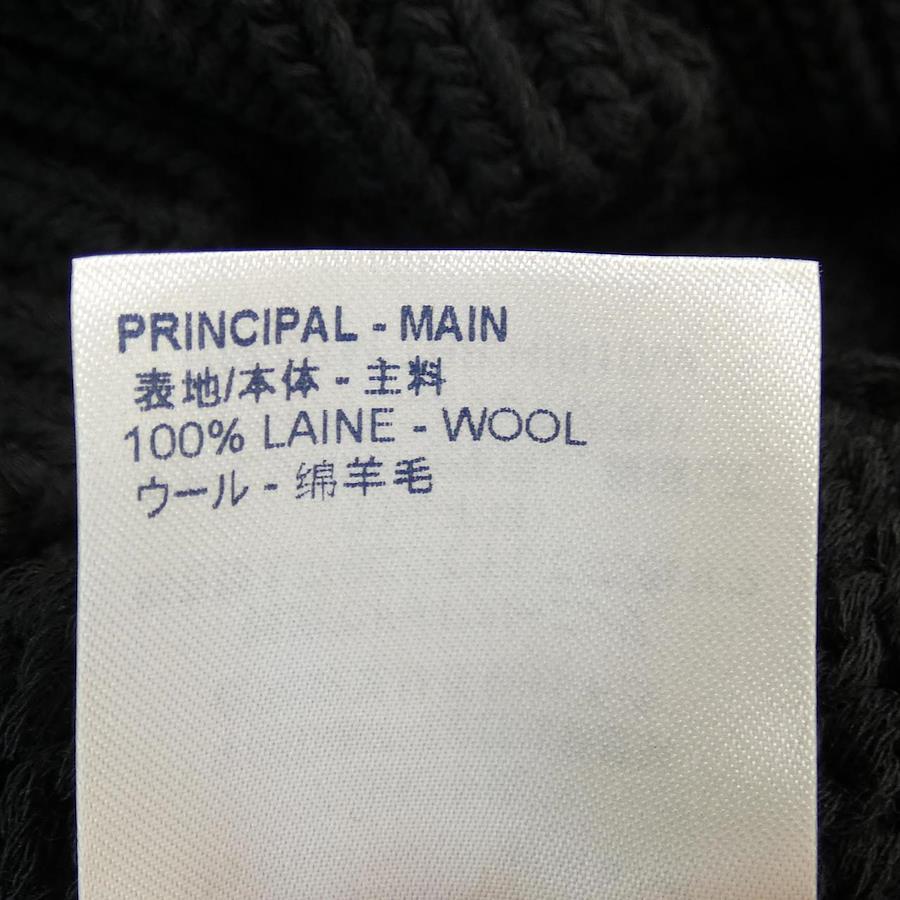 PRINCIPAL - MAIN
表地/本体 - 主料
100% LAINE - WOOL
ウール - 绵羊毛